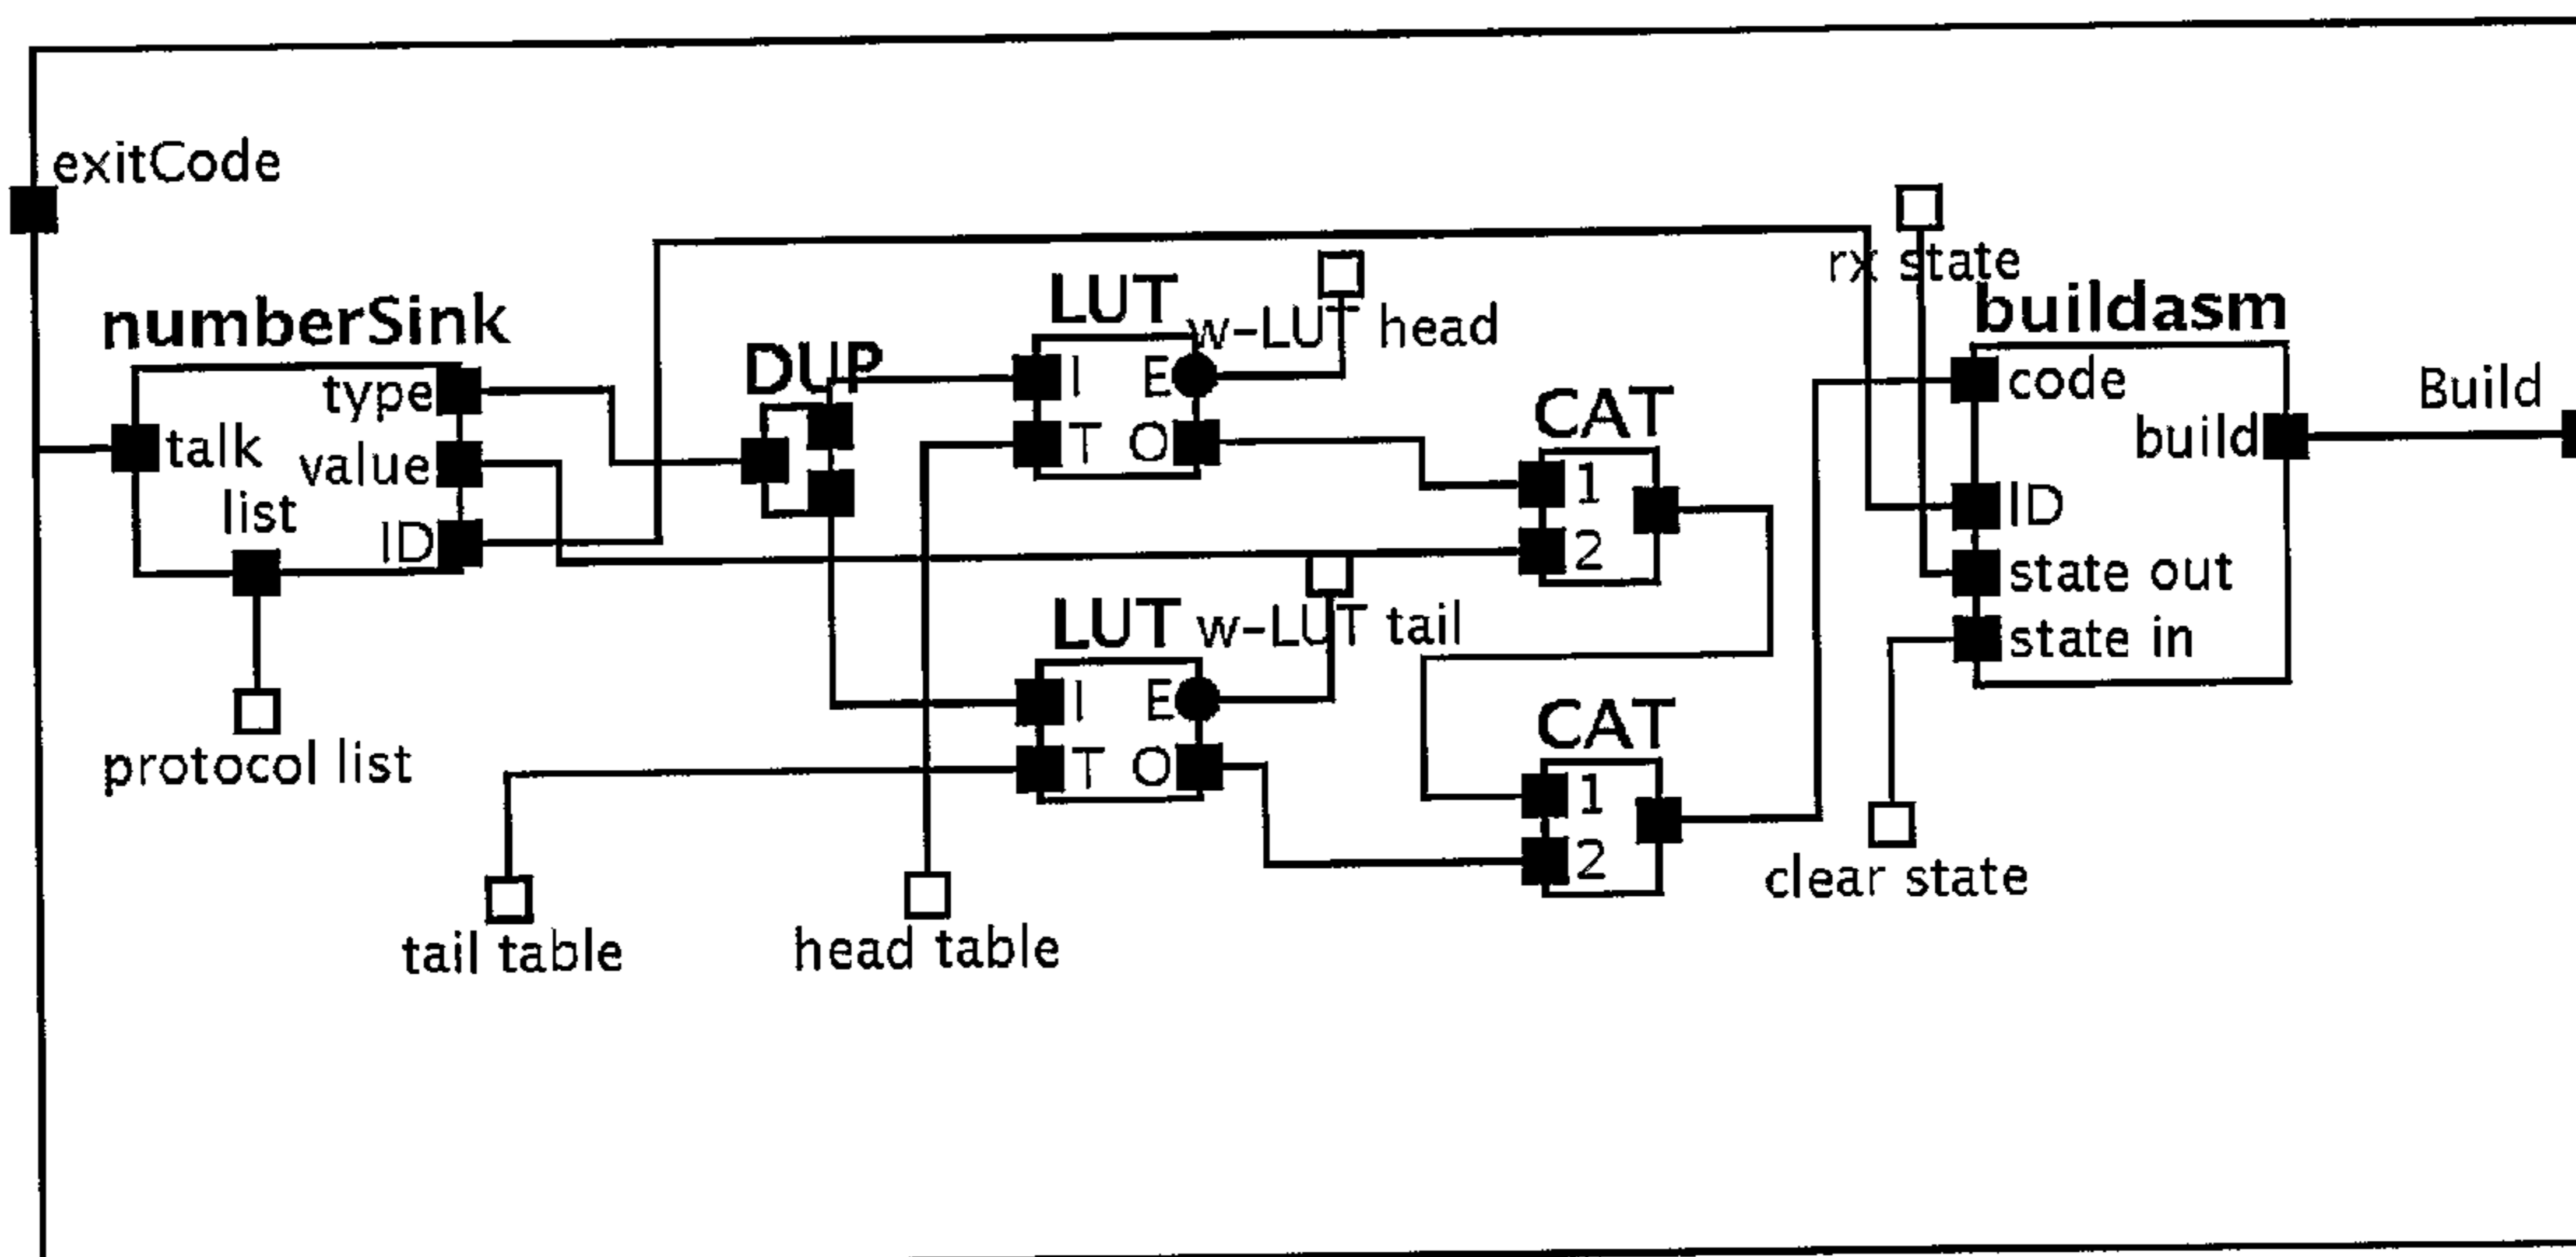 exitCode
numberSink
type
talk
value
list
ID
protocol list
DUP
LUT
w-LUT head
I
E
T
O
LUT
w-LUT tail
I
E
T
O
tail table
head table
CAT
1
2
CAT
1
2
rx state
buildasm
code
build
ID
state out
state in
clear state
Build